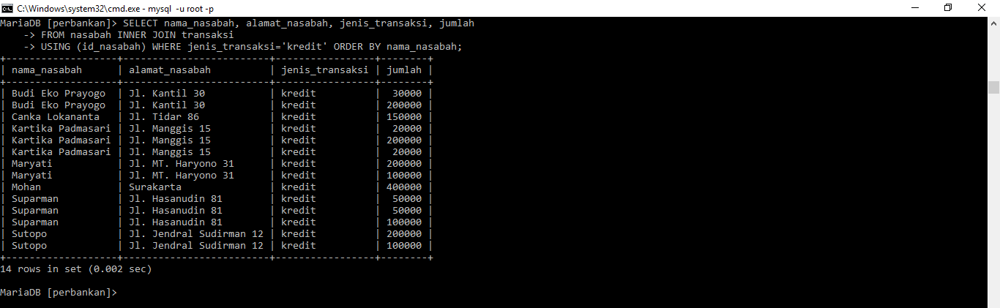 C:\Windows\system32\cmd.exe - mysql  -u root -p
MariaDB [perbankan]> SELECT nama_nasabah, alamat_nasabah, jenis_transaksi, jumlah
    -> FROM nasabah INNER JOIN transaksi
    -> USING (id_nasabah) WHERE jenis_transaksi='kredit' ORDER BY nama_nasabah;
+-------------------+-------------------------+-----------------+--------+
| nama_nasabah      | alamat_nasabah          | jenis_transaksi | jumlah |
+-------------------+-------------------------+-----------------+--------+
| Budi Eko Prayogo  | Jl. Kantil 30           | kredit          |  30000 |
| Budi Eko Prayogo  | Jl. Kantil 30           | kredit          | 200000 |
| Canka Lokananta   | Jl. Tidar 86            | kredit          | 150000 |
| Kartika Padmasari | Jl. Manggis 15          | kredit          |  20000 |
| Kartika Padmasari | Jl. Manggis 15          | kredit          | 200000 |
| Kartika Padmasari | Jl. Manggis 15          | kredit          |  20000 |
| Maryati           | Jl. MT. Haryono 31      | kredit          | 200000 |
| Maryati           | Jl. MT. Haryono 31      | kredit          | 100000 |
| Mohan             | Surakarta               | kredit          | 400000 |
| Suparman          | Jl. Hasanudin 81        | kredit          |  50000 |
| Suparman          | Jl. Hasanudin 81        | kredit          |  50000 |
| Suparman          | Jl. Hasanudin 81        | kredit          | 100000 |
| Sutopo            | Jl. Jendral Sudirman 12 | kredit          | 200000 |
| Sutopo            | Jl. Jendral Sudirman 12 | kredit          | 100000 |
+-------------------+-------------------------+-----------------+--------+
14 rows in set (0.002 sec)
MariaDB [perbankan]>